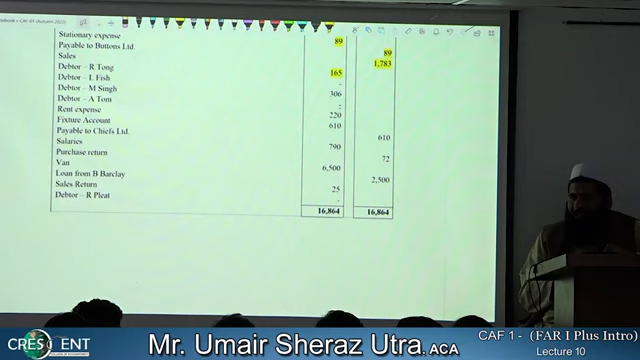 Stationary expense 89
Payable to Buttons Ltd. 89
Sales 1,783
Debtor – R Tong 165
Debtor – L Fish -
Debtor – M Singh 306
Debtor – A Tom -
Rent expense 220
Fixture Account 610
Payable to Chiefs Ltd. 610
Salaries 790
Purchase return 72
Van 6,500
Loan from B Barclay 2,500
Sales Return 25
Debtor – R Pleat -
16,864 16,864
CRESCENT
Mr. Umair Sheraz Utra. ACA
CAF 1 - (FAR I Plus Intro)
Lecture 10